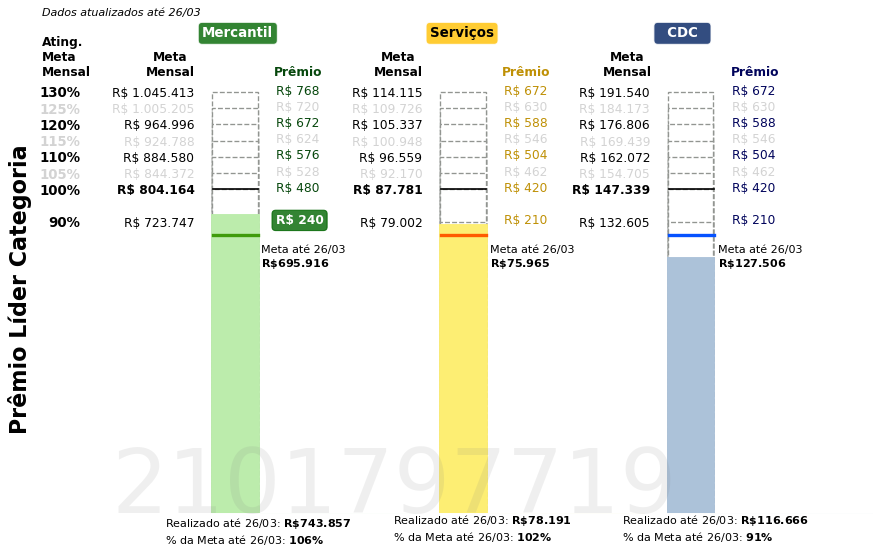 Dados atualizados até 26/03
Mercantil Serviços CDC
Ating.
Meta
Mensal
Meta
Mensal Prêmio
Meta
Mensal Prêmio
Meta
Mensal Prêmio
130% R$ 1.045.413 R$ 768 R$ 114.115 R$ 672 R$ 191.540 R$ 672
125% R$ 1.005.205 R$ 720 R$ 109.726 R$ 630 R$ 184.173 R$ 630
120% R$ 964.996 R$ 672 R$ 105.337 R$ 588 R$ 176.806 R$ 588
115% R$ 924.788 R$ 624 R$ 100.948 R$ 546 R$ 169.439 R$ 546
110% R$ 884.580 R$ 576 R$ 96.559 R$ 504 R$ 162.072 R$ 504
105% R$ 844.372 R$ 528 R$ 92.170 R$ 462 R$ 154.705 R$ 462
100% R$ 804.164 R$ 480 R$ 87.781 R$ 420 R$ 147.339 R$ 420
90% R$ 723.747 R$ 240 R$ 79.002 R$ 210 R$ 132.605 R$ 210
Meta até 26/03
R$695.916
Meta até 26/03
R$75.965
Meta até 26/03
R$127.506
Prêmio Líder Categoria
2101797719
Realizado até 26/03: R$743.857
% da Meta até 26/03: 106%
Realizado até 26/03: R$78.191
% da Meta até 26/03: 102%
Realizado até 26/03: R$116.666
% da Meta até 26/03: 91%